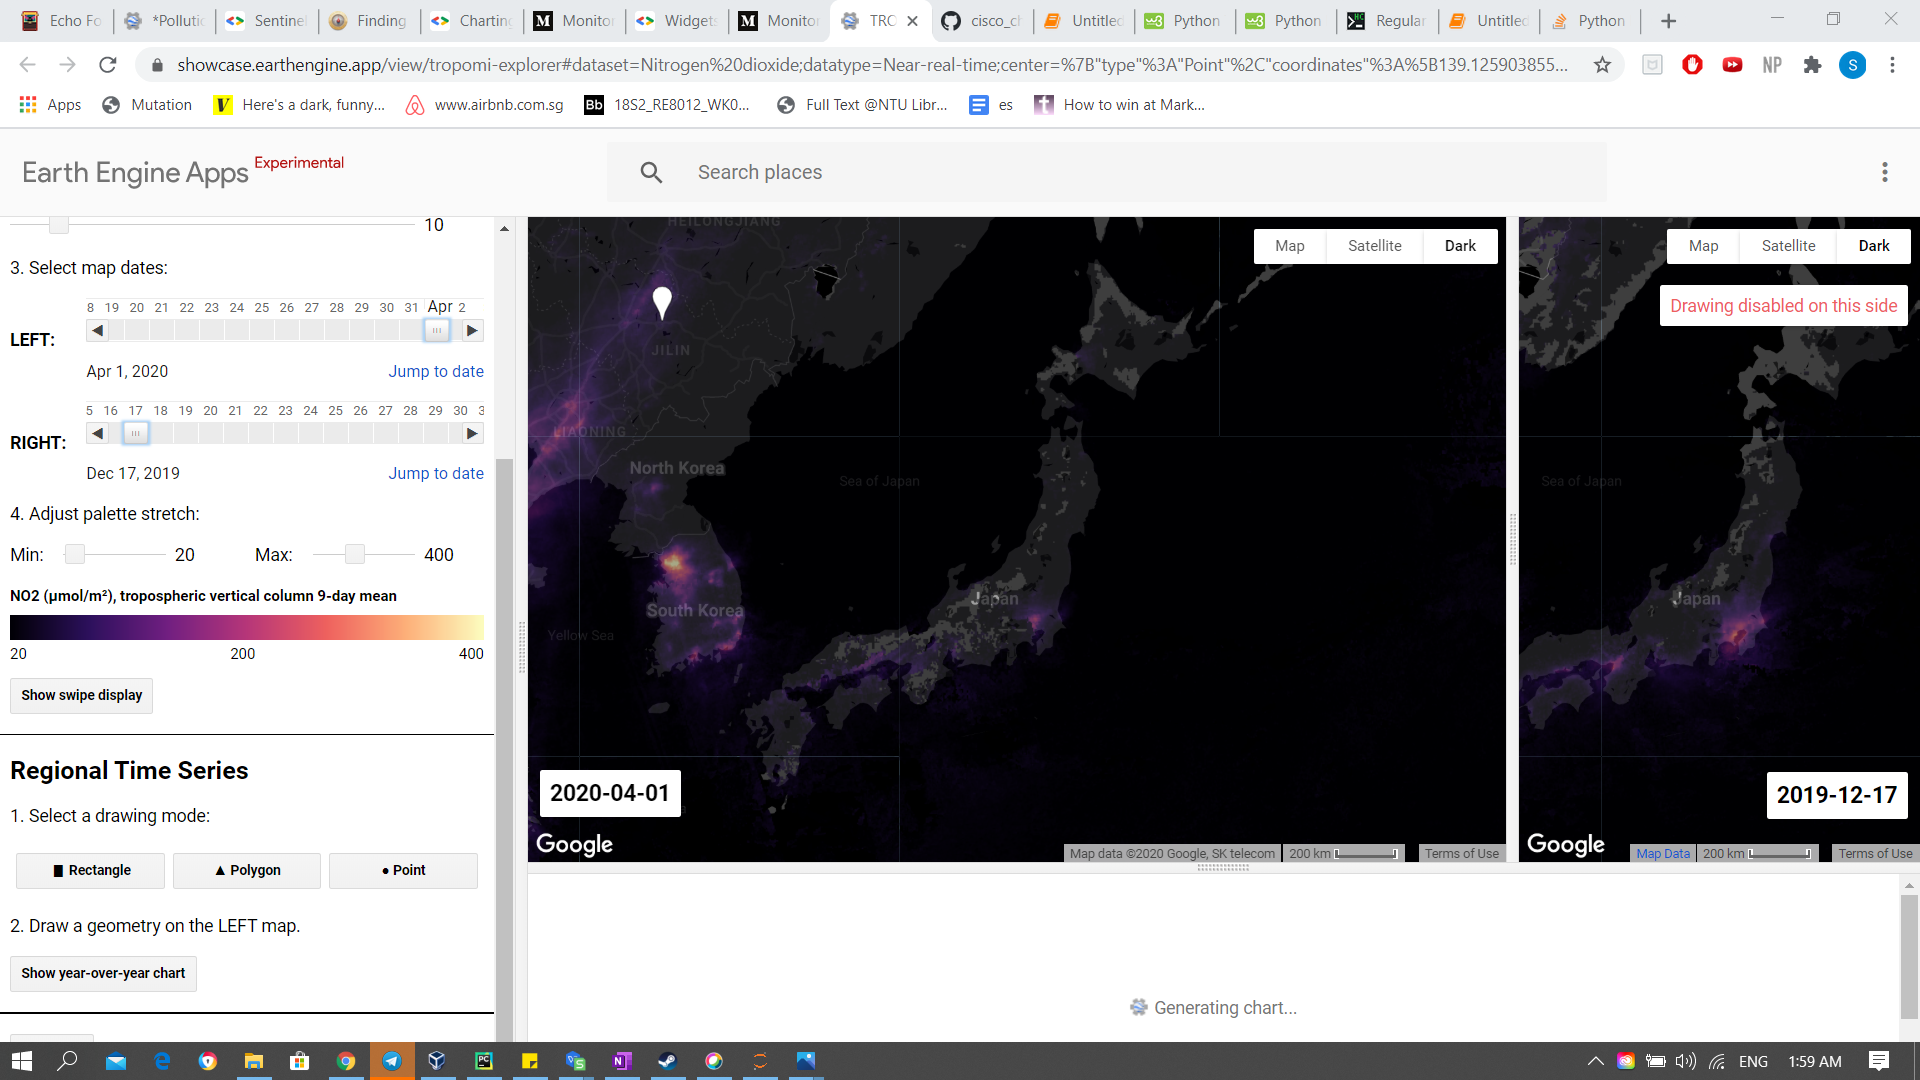 Echo Fo
*Pollutic
Sentinel
Finding
Charting
Monitor
Widgets
Monitor
TRO
cisco_ch
Untitled
Python
Python
Regular
Untitled
Python
showcase.earthengine.app/view/tropomi-explorer#dataset=Nitrogen%20dioxide;datatype=Near-real-time;center=%7B"type"%3A"Point"%2C"coordinates"%3A%5B139.125903855...
NP
S
Apps
Mutation
Here's a dark, funny...
www.airbnb.com.sg
Bb 18S2_RE8012_WK0...
Full Text @NTU Libr...
es
How to win at Mark...
Earth Engine Apps Experimental
Search places
10
3. Select map dates:
8 19 20 21 22 23 24 25 26 27 28 29 30 31 Apr 2
LEFT:
Apr 1, 2020 Jump to date
5 16 17 18 19 20 21 22 23 24 25 26 27 28 29 30 3
RIGHT:
Dec 17, 2019 Jump to date
4. Adjust palette stretch:
Min: 20 Max: 400
NO2 (µmol/m²), tropospheric vertical column 9-day mean
20 200 400
Show swipe display
Regional Time Series
1. Select a drawing mode:
Rectangle
Polygon
Point
2. Draw a geometry on the LEFT map.
Show year-over-year chart
HEILONGJIANG
JILIN
LIAONING
North Korea
Sea of Japan
South Korea
Yellow Sea
Japan
Map Satellite Dark
2020-04-01
Google
Map data ©2020 Google, SK telecom
200 km
Terms of Use
Map Satellite Dark
Drawing disabled on this side
Sea of Japan
Japan
2019-12-17
Google
Map Data
200 km
Terms of Use
Generating chart...
ENG
1:59 AM